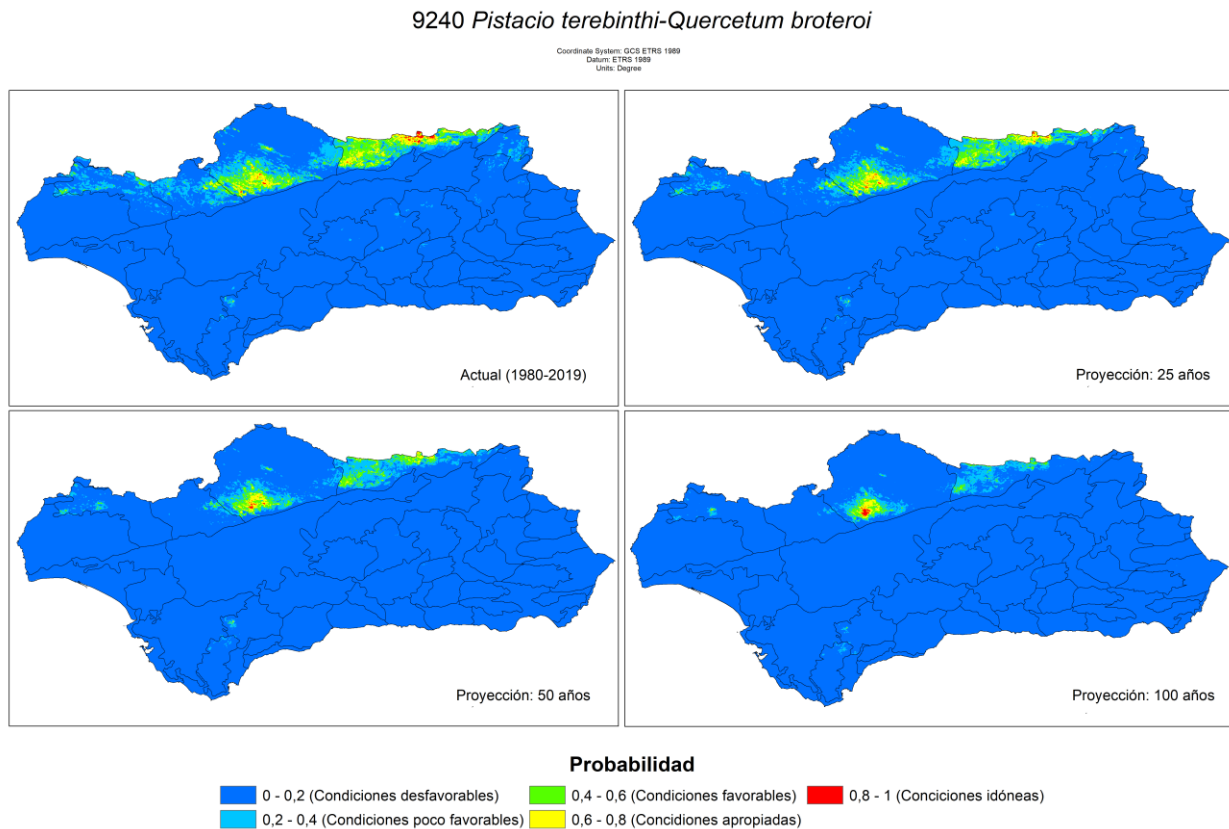 9240 Pistacio terebinthi-Quercetum broteroi
Coordinate System: GCS ETRS 1989
Datum: ETRS 1989
Units: Degree
Actual (1980-2019)
Proyección: 25 años
Proyección: 50 años
Proyección: 100 años
Probabilidad
0 - 0,2 (Condiciones desfavorables)
0,4 - 0,6 (Condiciones favorables)
0,8 - 1 (Conciciones idóneas)
0,2 - 0,4 (Condiciones poco favorables)
0,6 - 0,8 (Concidiones apropiadas)